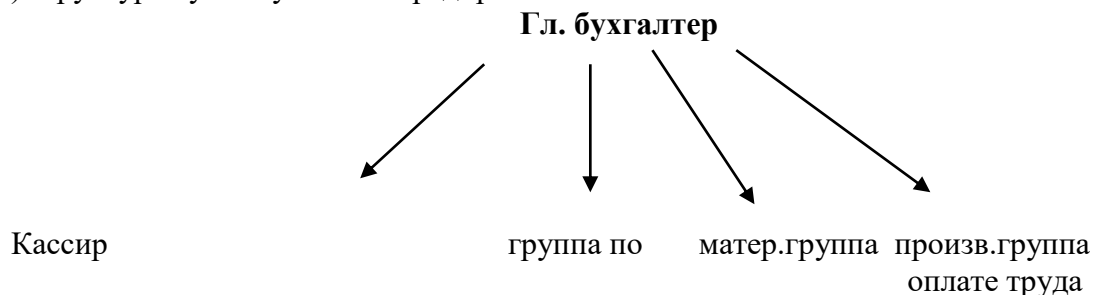 Гл. бухгалтер
Кассир группа по матер.группа произв.группа
оплате труда